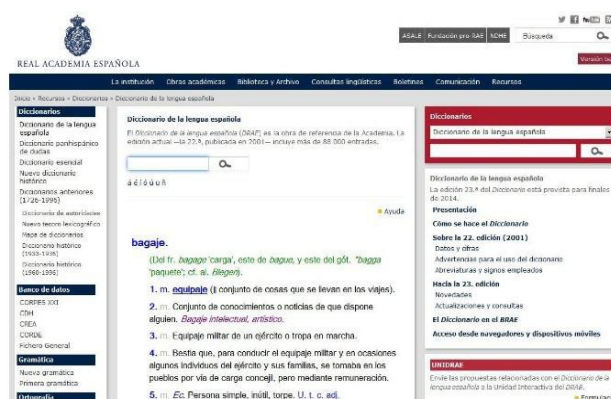 ASALE Fundación pro-RAE NDHE Búsqueda
REAL ACADEMIA ESPAÑOLA
La institución Obras académicas Biblioteca y Archivo Consultas lingüísticas Boletines Comunicación Recursos
Inicio » Recursos » Diccionarios » Diccionario de la lengua española
Diccionarios
Diccionario de la lengua
española
Diccionario panhispánico
de dudas
Diccionario esencial
Nuevo diccionario
histórico
Diccionarios anteriores
(1726-1996)
Diccionario de autoridades
Nuevo tesoro lexicográfico
Mapa de diccionarios
Diccionario histórico
(1933-1936)
Diccionario histórico
(1960-1996)
Banco de datos
CORPES XXI
CDH
CREA
CORDE
Fichero General
Gramática
Nueva gramática
Primera gramática
Ortografía
Diccionario de la lengua española
El Diccionario de la lengua española (DRAE) es la obra de referencia de la Academia. La
edición actual —la 22.ª, publicada en 2001— incluye más de 88 000 entradas.
á é í ó ú ü ñ
Ayuda
bagaje.
(Del fr. bagage 'carga', este de bague, y este del gót. *bagga
'paquete'; cf. al. Blegen).
1. m. equipaje (‖ conjunto de cosas que se llevan en los viajes).
2. m. Conjunto de conocimientos o noticias de que dispone
alguien. Bagaje intelectual, artístico.
3. m. Equipaje militar de un ejército o tropa en marcha.
4. m. Bestia que, para conducir el equipaje militar y en ocasiones
algunos individuos del ejército y sus familias, se tomaba en los
pueblos por vía de carga concejil, pero mediante remuneración.
5. m. Ec. Persona simple, inútil, torpe. U. t. c. adj.
Diccionarios
Diccionario de la lengua española
Diccionario de la lengua española
La edición 23.ª del Diccionario está prevista para finales
de 2014.
Presentación
Cómo se hace el Diccionario
Sobre la 22. edición (2001)
Datos y cifras
Advertencias para el uso del diccionario
Abreviaturas y signos empleados
Hacia la 23. edición
Novedades
Actualizaciones y consultas
El Diccionario en el BRAE
Acceso desde navegadores y dispositivos móviles
UNIDRAE
Envíe las propuestas relacionadas con el Diccionario de la
lengua española a la Unidad Interactiva del DRAE.